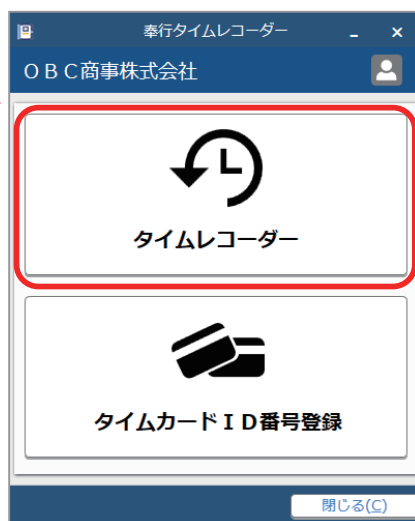 奉行タイムレコーダー
ＯＢＣ商事株式会社
タイムレコーダー
タイムカードＩＤ番号登録
閉じる(C)